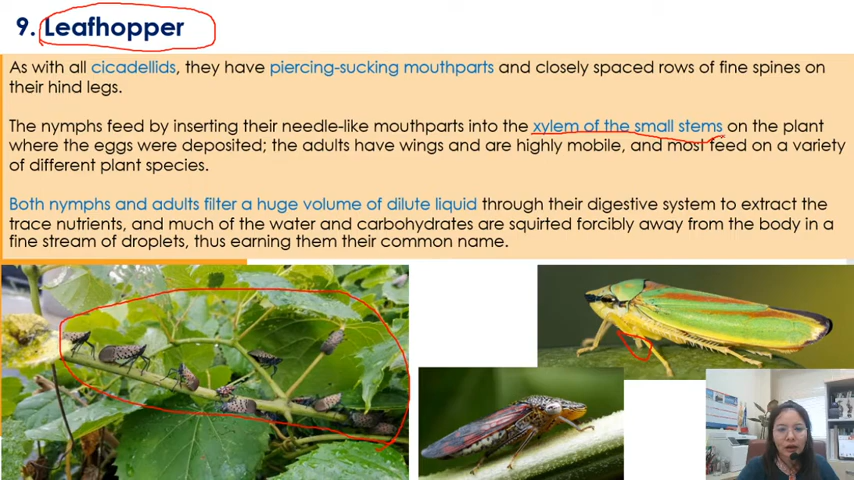 9. Leafhopper
As with all cicadellids, they have piercing-sucking mouthparts and closely spaced rows of fine spines on
their hind legs.
The nymphs feed by inserting their needle-like mouthparts into the xylem of the small stems on the plant
where the eggs were deposited; the adults have wings and are highly mobile, and most feed on a variety
of different plant species.
Both nymphs and adults filter a huge volume of dilute liquid through their digestive system to extract the
trace nutrients, and much of the water and carbohydrates are squirted forcibly away from the body in a
fine stream of droplets, thus earning them their common name.